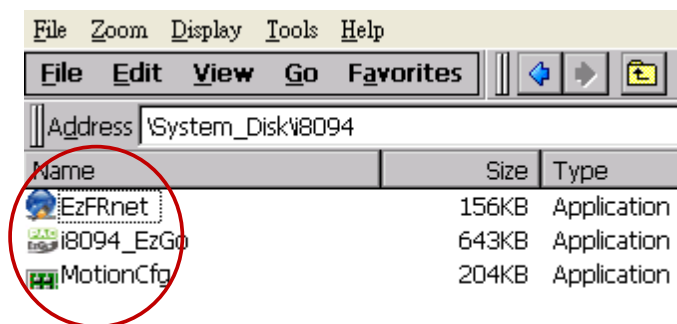 File Zoom Display Tools Help
File Edit View Go Favorites
Address \System_Disk\i8094
Name Size Type
EzFRnet 156KB Application
i8094_EzGo 643KB Application
MotionCfg 204KB Application